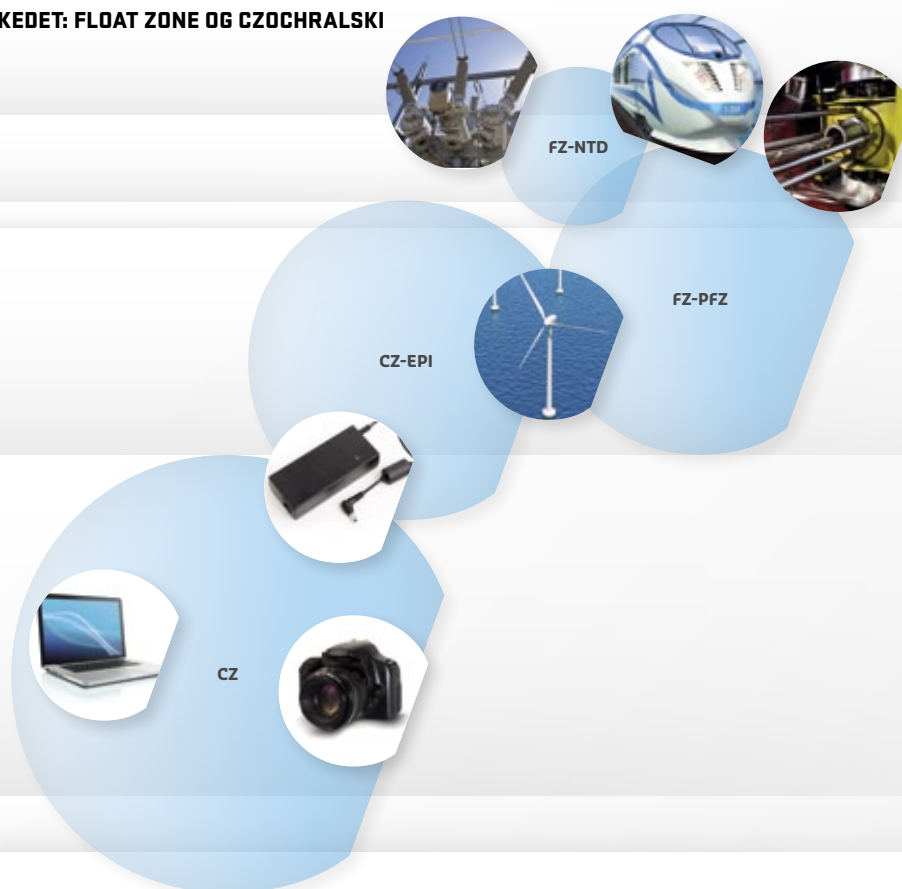 KEDET: FLOAT ZONE OG CZOCHRALSKI
FZ-NTD
FZ-PFZ
CZ-EPI
CZ